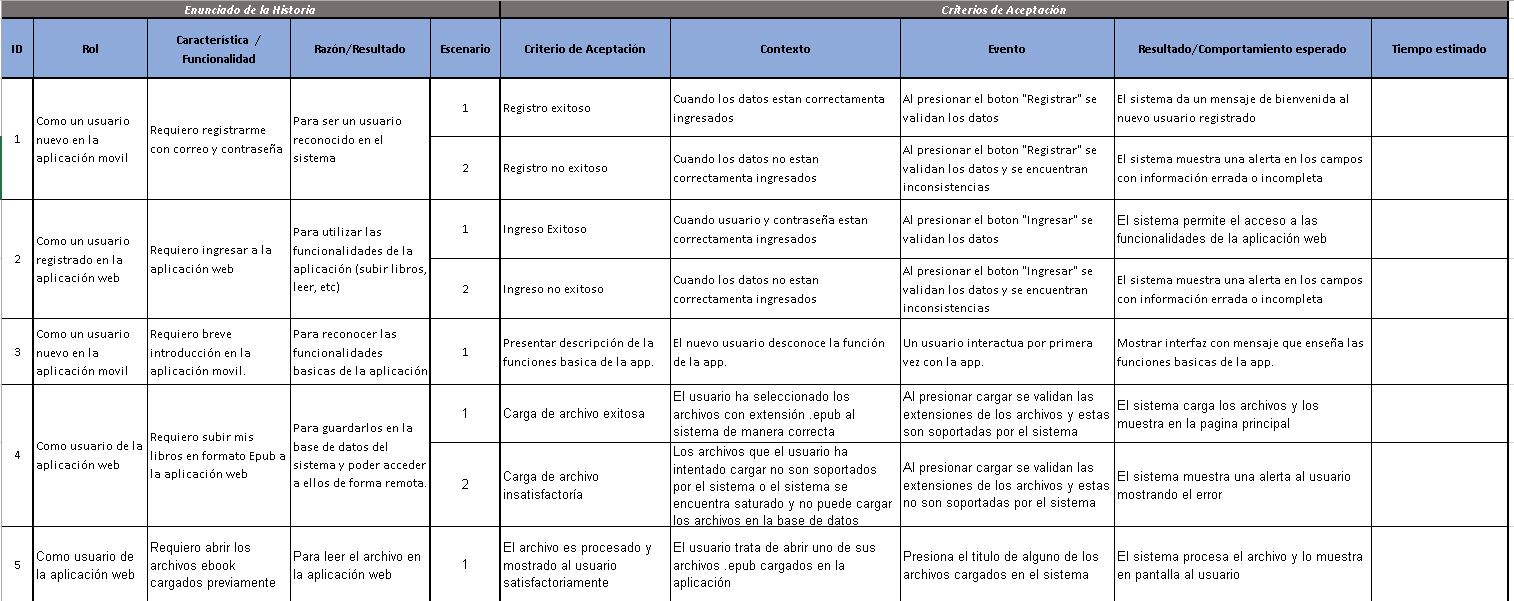 Enunciado de la Historia
Criterios de Aceptación
ID
Rol
Característica /
Funcionalidad
Razón/Resultado
Escenario
Criterio de Aceptación
Contexto
Evento
Resultado/Comportamiento esperado
Tiempo estimado
1
Como un usuario
nuevo en la
aplicación movil
Requiero registrarme
con correo y contraseña
Para ser un usuario
reconocido en el
sistema
1
Registro exitoso
Cuando los datos estan correctamenta
ingresados
Al presionar el boton "Registrar" se
validan los datos
El sistema da un mensaje de bienvenida al
nuevo usuario registrado
2
Registro no exitoso
Cuando los datos no estan
correctamenta ingresados
Al presionar el boton "Registrar" se
validan los datos y se encuentran
inconsistencias
El sistema muestra una alerta en los campos
con información errada o incompleta
2
Como un usuario
registrado en la
aplicación web
Requiero ingresar a la
aplicación web
Para utilizar las
funcionalidades de la
aplicación (subir libros,
leer, etc)
1
Ingreso Exitoso
Cuando usuario y contraseña estan
correctamenta ingresados
Al presionar el boton "Ingresar" se
validan los datos
El sistema permite el acceso a las
funcionalidades de la aplicación web
2
Ingreso no exitoso
Cuando los datos no estan
correctamenta ingresados
Al presionar el boton "Ingresar" se
validan los datos y se encuentran
inconsistencias
El sistema muestra una alerta en los campos
con información errada o incompleta
3
Como un usuario
nuevo en la
aplicación movil
Requiero breve
introducción en la
aplicación movil.
Para reconocer las
funcionalidades
basicas de la aplicación
1
Presentar descripción de la
funciones basica de la app.
El nuevo usuario desconoce la función
de la app.
Un usuario interactua por primera
vez con la app.
Mostrar interfaz con mensaje que enseña las
funciones basicas de la app.
4
Como usuario de la
aplicación web
Requiero subir mis
libros en formato Epub a
la aplicación web
Para guardarlos en la
base de datos del
sistema y poder acceder
a ellos de forma remota.
1
Carga de archivo exitosa
El usuario ha seleccionado los
archivos con extensión .epub al
sistema de manera correcta
Al presionar cargar se validan las
extensiones de los archivos y estas
son soportadas por el sistema
El sistema carga los archivos y los
muestra en la pagina principal
2
Carga de archivo
insatisfactoría
Los archivos que el usuario ha
intentado cargar no son soportados
por el sistema o el sistema se
encuentra saturado y no puede cargar
los archivos en la base de datos
Al presionar cargar se validan las
extensiones de los archivos y estas
no son soportadas por el sistema
El sistema muestra una alerta al usuario
mostrando el error
5
Como usuario de
la aplicación web
Requiero abrir los
archivos ebook
cargados previamente
Para leer el archivo en
la aplicación web
1
El archivo es procesado y
mostrado al usuario
satisfactoriamente
El usuario trata de abrir uno de sus
archivos .epub cargados en la
aplicación
Presiona el titulo de alguno de los
archivos cargados en el sistema
El sistema procesa el archivo y lo muestra
en pantalla al usuario